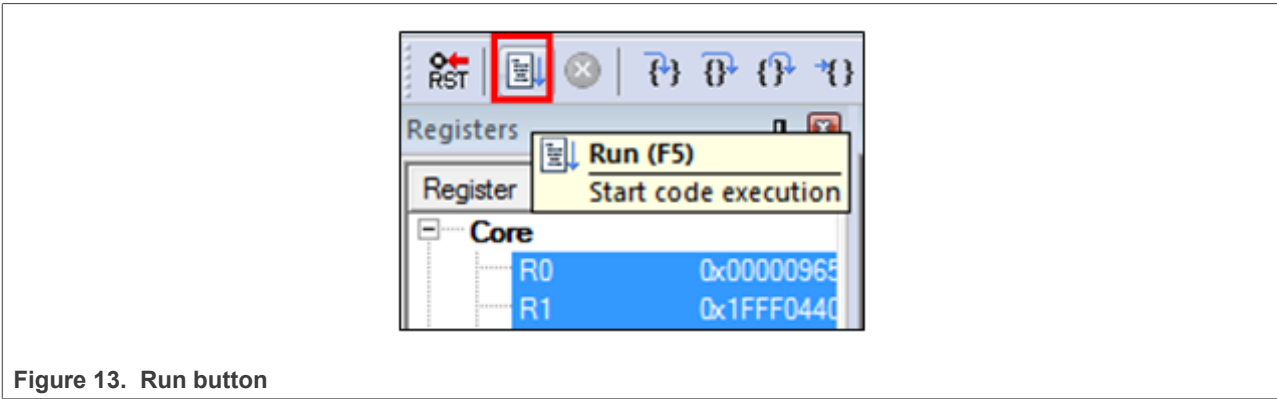 RST {} {} {} {}
Registers
Run (F5)
Register
Start code execution
Core
R0 0x00000965
R1 0x1FFF0440
Figure 13. Run button